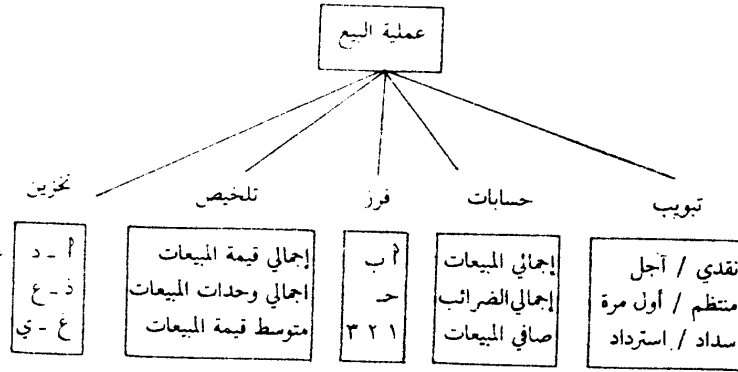 عملية البيع
تبويب
حسابات
فرز
تلخيص
تخزين
نقدي / آجل
منتظم / أول مرة
سداد / استرداد
إجمالي المبيعات
إجمالي الضرائب
صافي المبيعات
أ ب
حـ
١ ٢ ٣
إجمالي قيمة المبيعات
اجمالي وحدات المبيعات
متوسط قيمة المبيعات
أ - د
ذ - ع
غ - ي